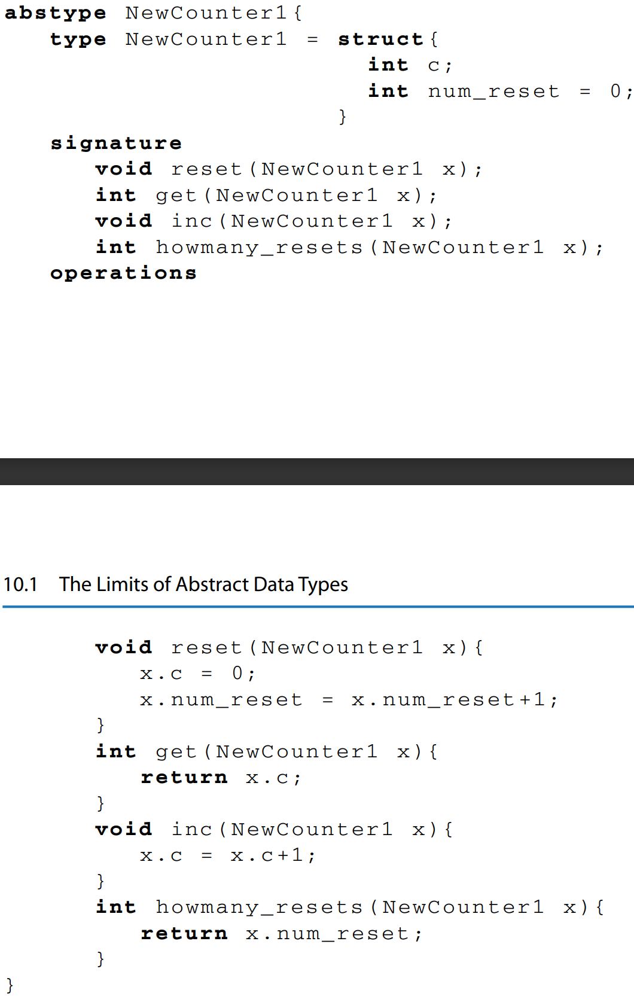 abstype NewCounter1{
    type NewCounter1 = struct{
                          int c;
                          int num_reset = 0;
                       }
    signature
       void reset(NewCounter1 x);
       int get(NewCounter1 x);
       void inc(NewCounter1 x);
       int howmany_resets(NewCounter1 x);
    operations
10.1 The Limits of Abstract Data Types
       void reset(NewCounter1 x){
          x.c = 0;
          x.num_reset = x.num_reset+1;
       }
       int get(NewCounter1 x){
          return x.c;
       }
       void inc(NewCounter1 x){
          x.c = x.c+1;
       }
       int howmany_resets(NewCounter1 x){
          return x.num_reset;
       }
}